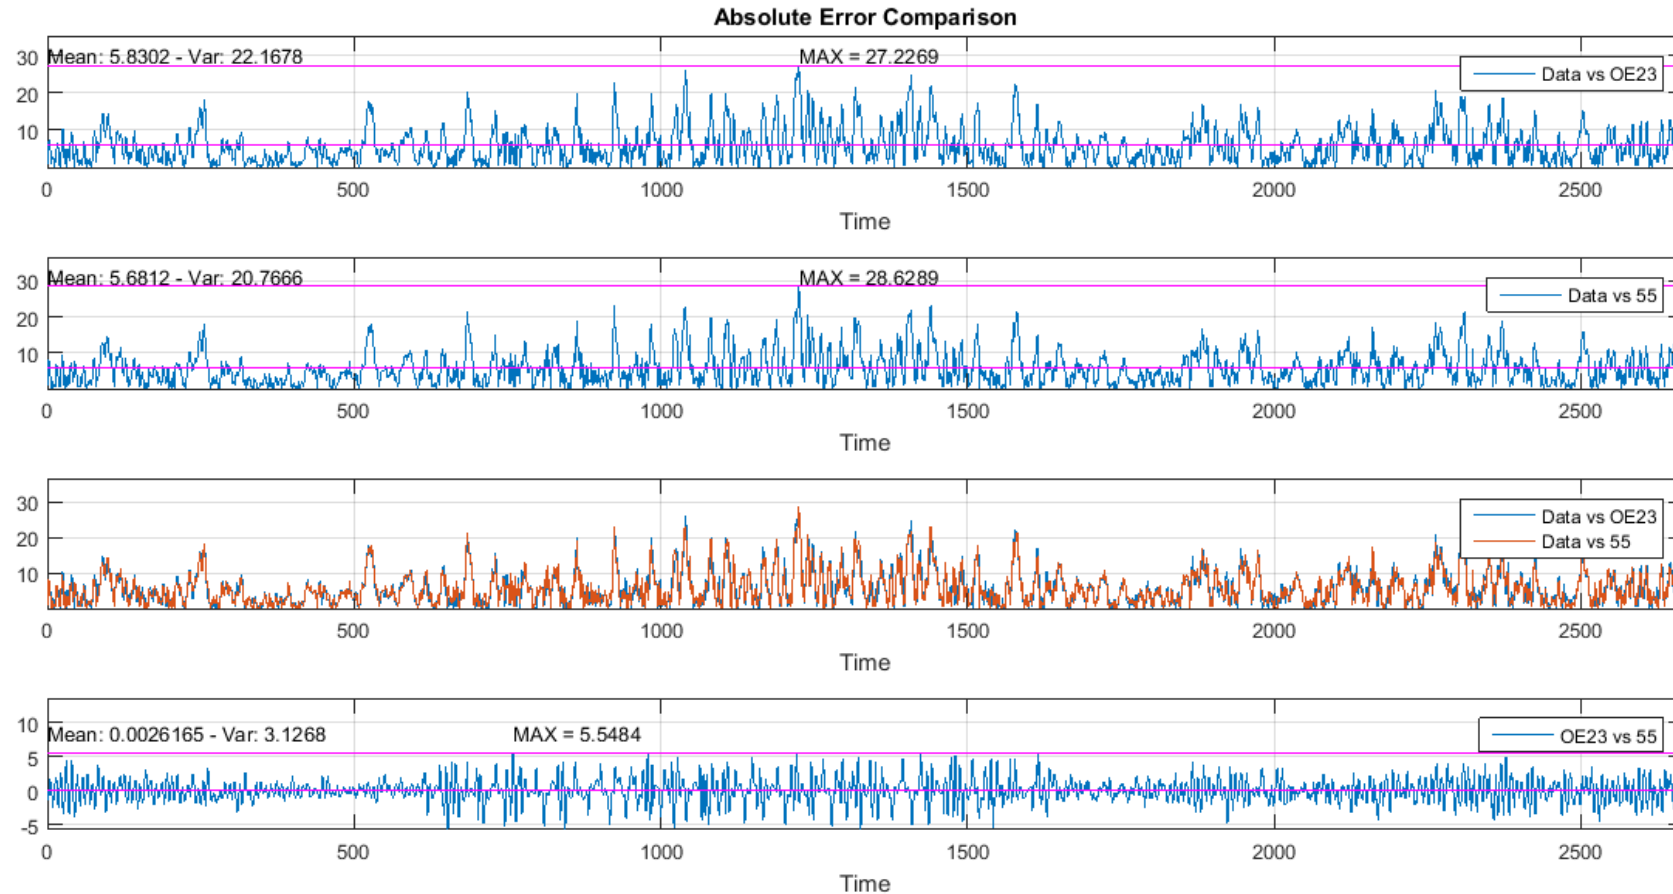 Absolute Error Comparison
Mean: 5.8302 - Var: 22.1678
MAX = 27.2269
Data vs OE23
30
20
10
0 500 1000 1500 2000 2500
Time
Mean: 5.6812 - Var: 20.7666
MAX = 28.6289
Data vs 55
30
20
10
0 500 1000 1500 2000 2500
Time
Data vs OE23
Data vs 55
30
20
10
0 500 1000 1500 2000 2500
Time
Mean: 0.0026165 - Var: 3.1268
MAX = 5.5484
OE23 vs 55
10
5
0
-5
0 500 1000 1500 2000 2500
Time